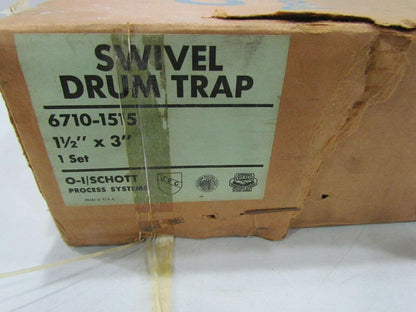 SWIVEL
DRUM TRAP
6710-1515
1½" x 3"
1 Set
O-I/SCHOTT
PROCESS SYSTEMS
Made in U.S.A.